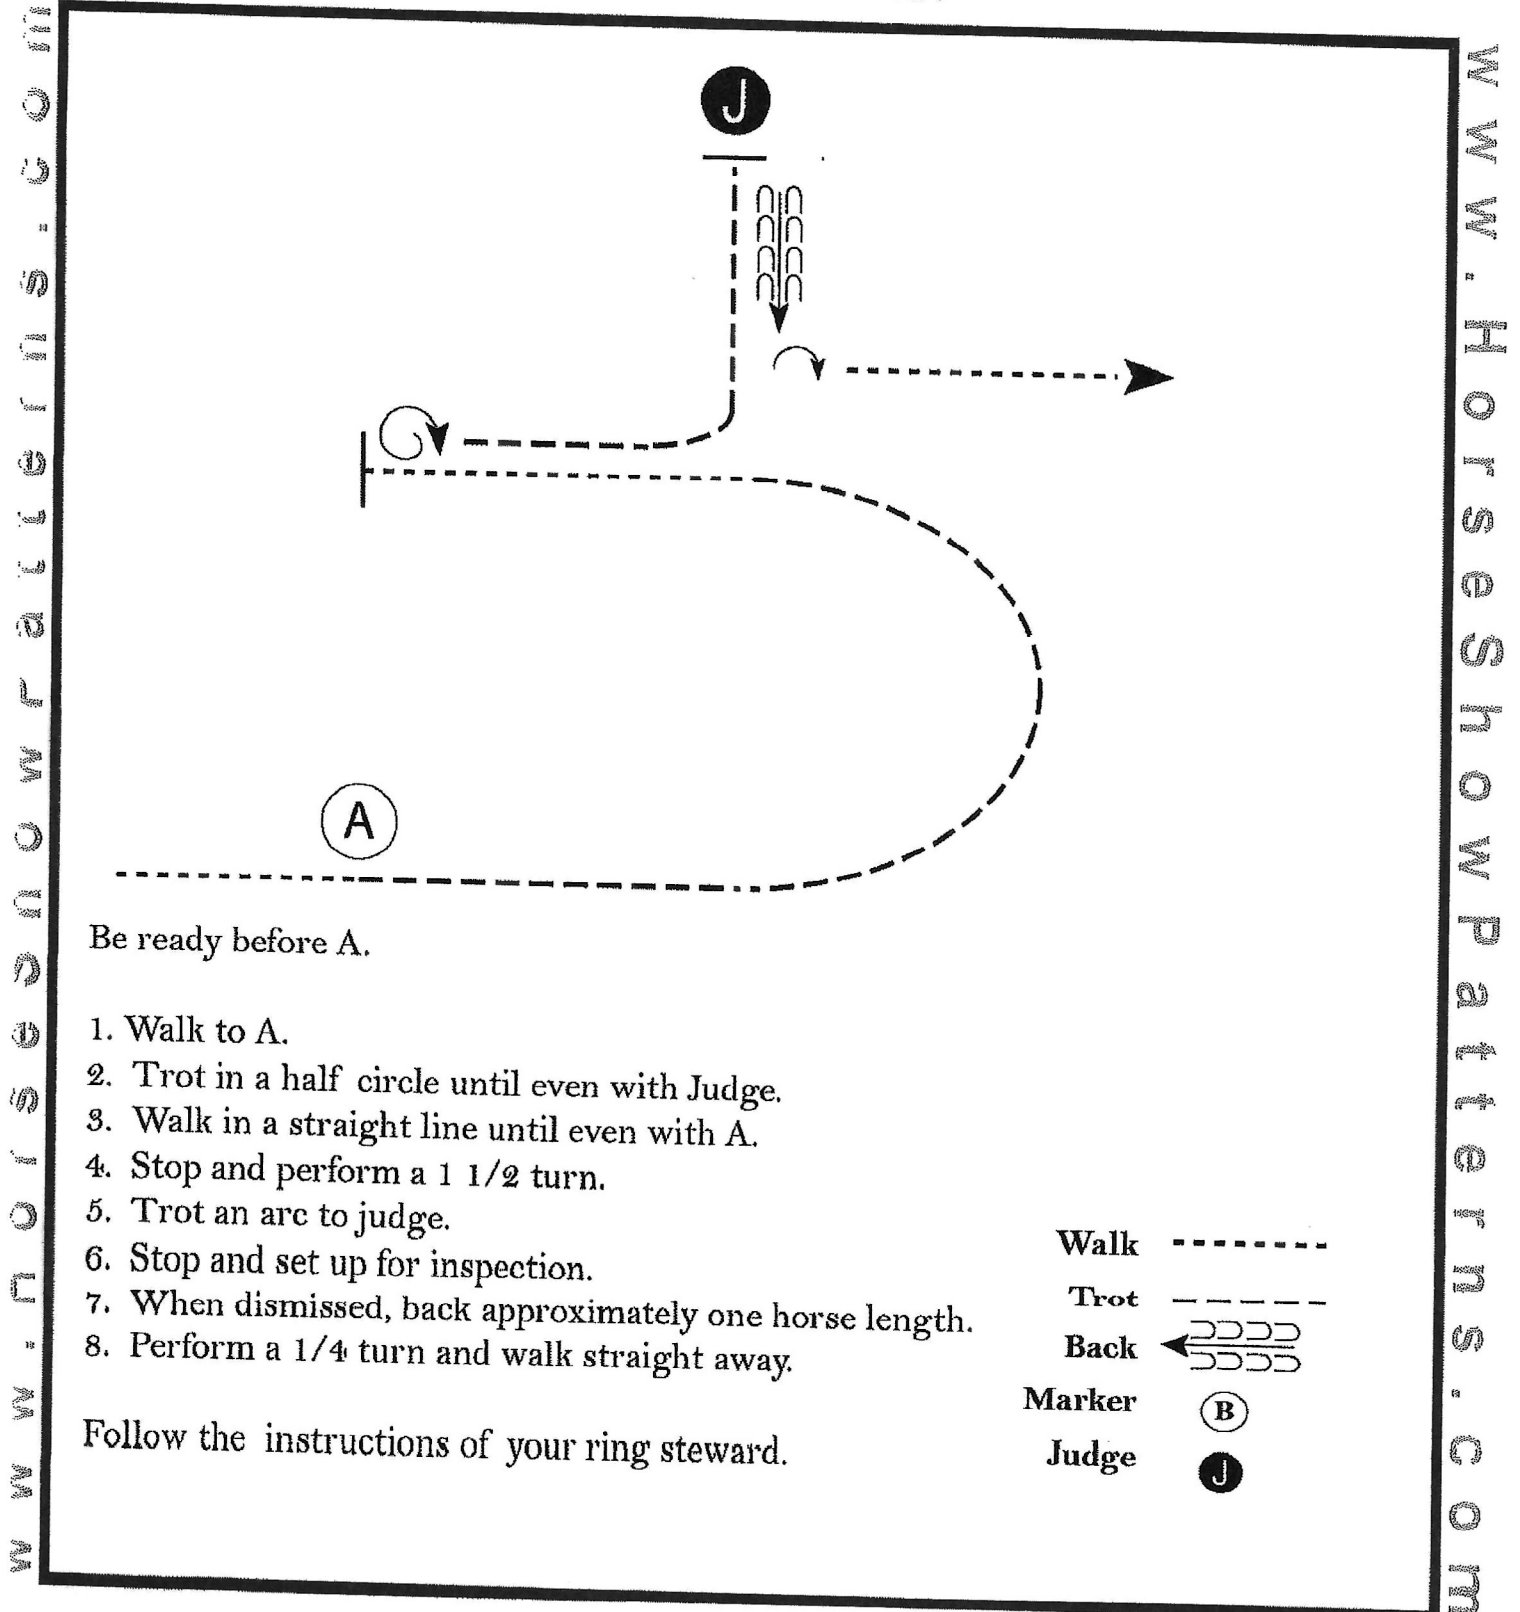 www.HorseShowPatterns.com
www.HorseShowPatterns.com
J
A
Be ready before A.
1. Walk to A.
2. Trot in a half circle until even with Judge.
3. Walk in a straight line until even with A.
4. Stop and perform a 1 1/2 turn.
5. Trot an arc to judge.
6. Stop and set up for inspection.
7. When dismissed, back approximately one horse length.
8. Perform a 1/4 turn and walk straight away.
Follow the instructions of your ring steward.
Walk
Trot
Back
Marker B
Judge J